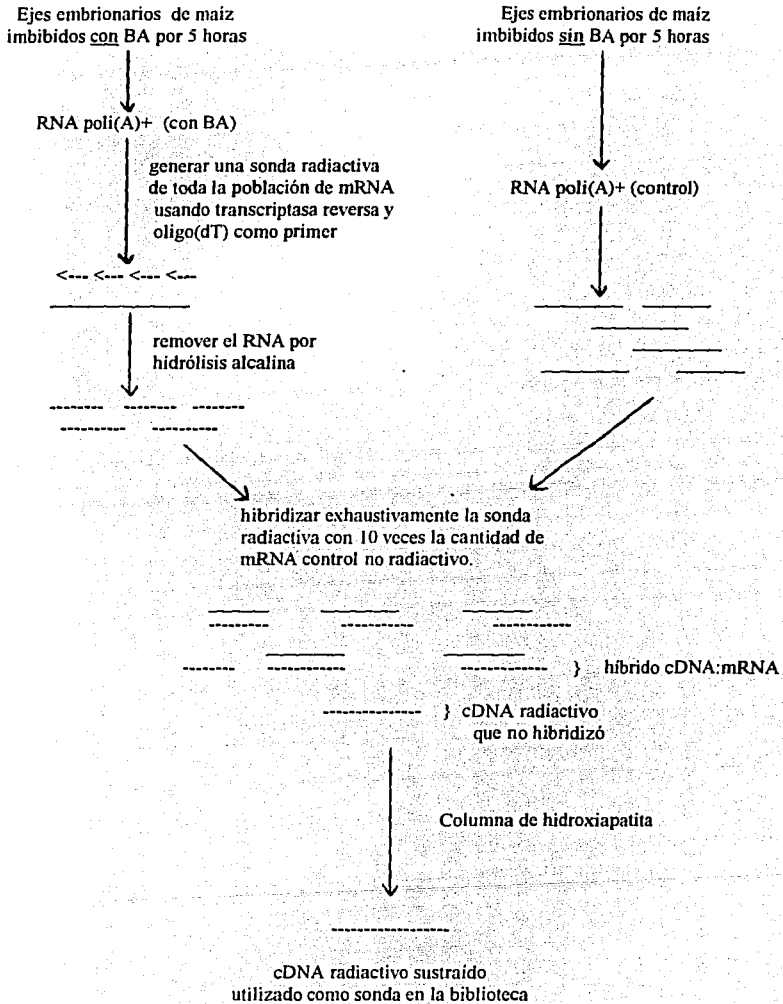 Ejes embrionarios de maíz
imbibidos con BA por 5 horas
Ejes embrionarios de maíz
imbibidos sin BA por 5 horas
RNA poli(A)+ (con BA)
generar una sonda radiactiva
de toda la población de mRNA
usando transcriptasa reversa y
oligo(dT) como primer
RNA poli(A)+ (control)
<--- <--- <--- <---
remover el RNA por
hidrólisis alcalina
hibridizar exhaustivamente la sonda
radiactiva con 10 veces la cantidad de
mRNA control no radiactivo.
} híbrido cDNA:mRNA
} cDNA radiactivo
que no hibridizó
Columna de hidroxiapatita
cDNA radiactivo sustraído
utilizado como sonda en la biblioteca